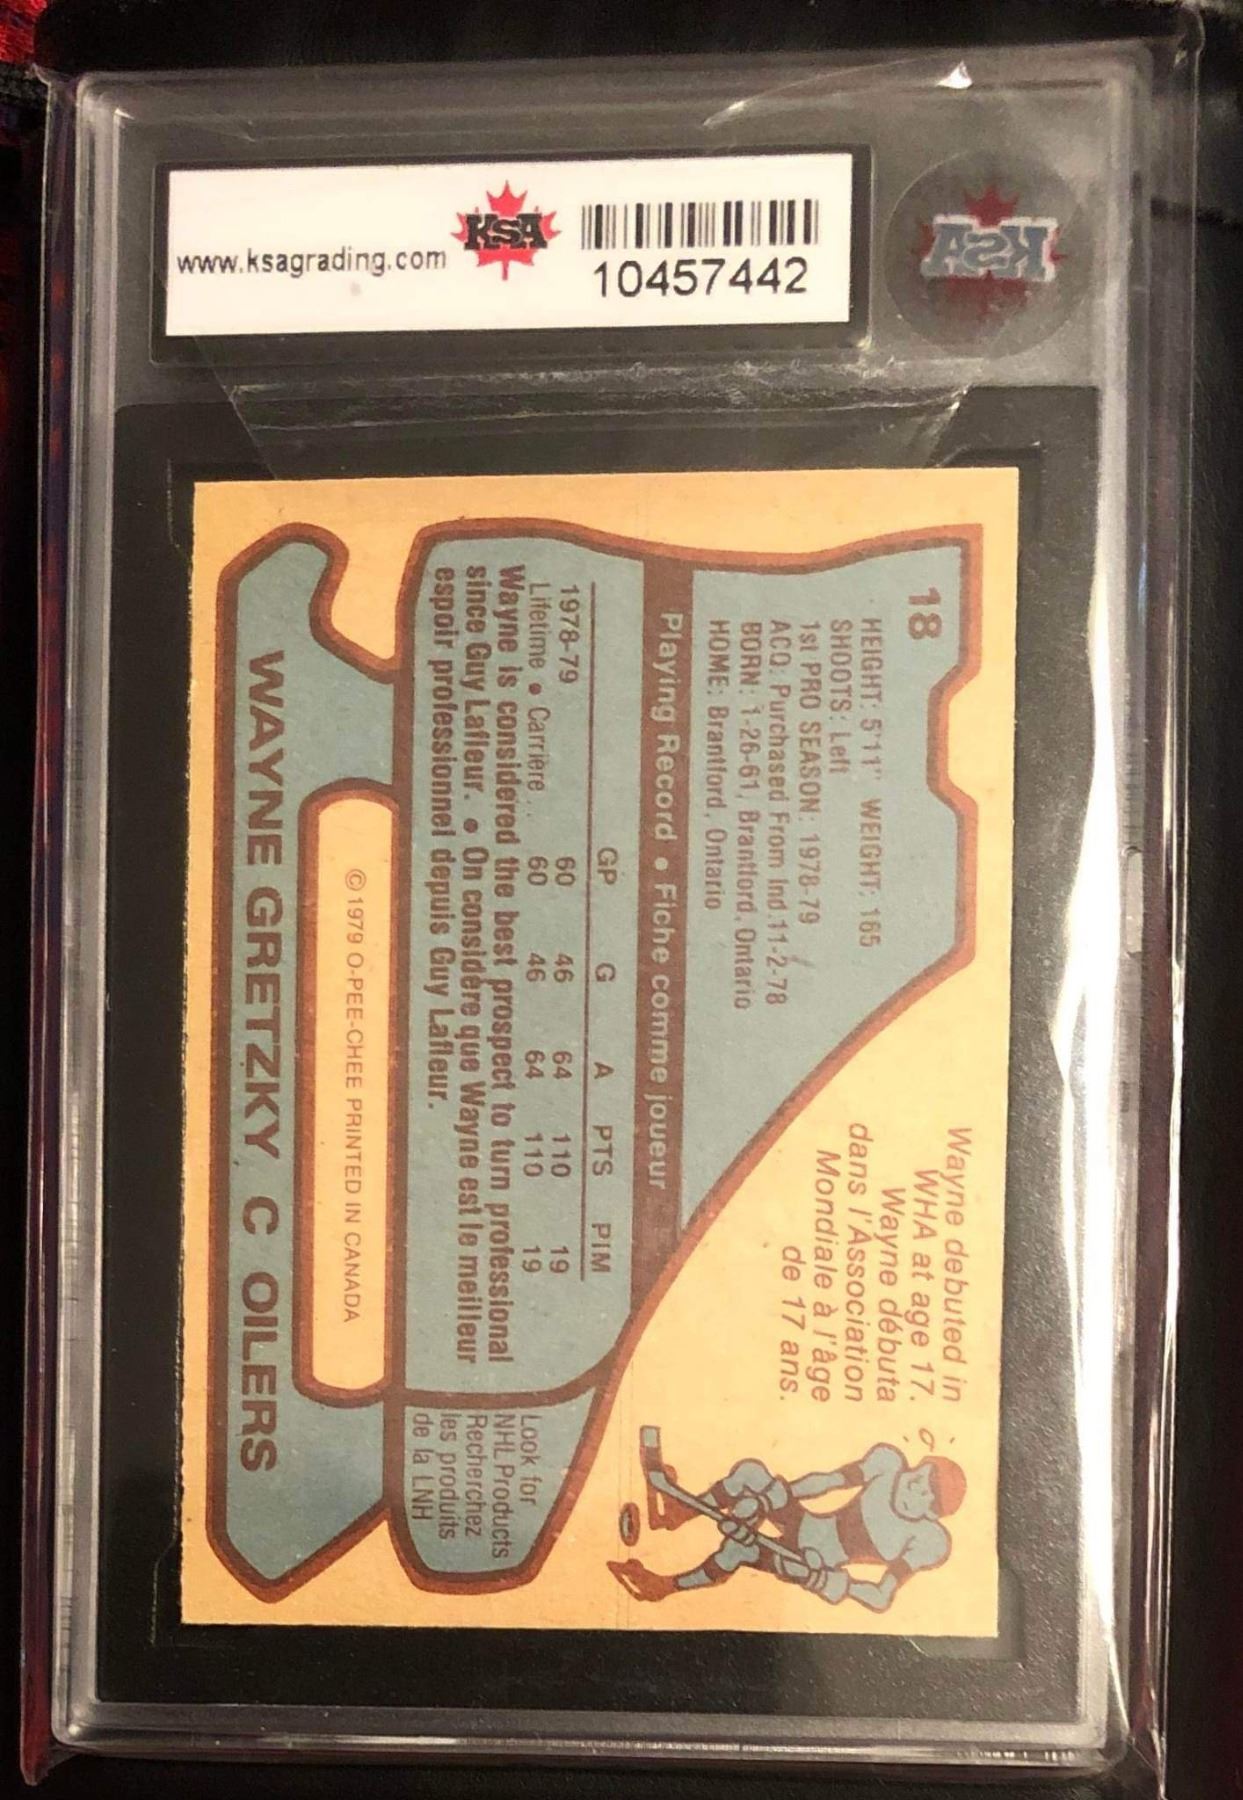 www.ksagrading.com
KSA
10457442
KSA
18
HEIGHT: 5'11" WEIGHT: 165
SHOOTS: Left
1st PRO SEASON: 1978-79
ACQ: Purchased From Ind.11-2-78
BORN: 1-26-61, Brantford, Ontario
HOME: Brantford, Ontario
Wayne debuted in
WHA at age 17.
Wayne débuta
dans l'Association
Mondiale à l'âge
de 17 ans.
Playing Record • Fiche comme joueur
GP G A PTS PIM
1978-79 60 46 64 110 19
Lifetime • Carrière . . 60 46 64 110 19
Wayne is considered the best prospect to turn professional
since Guy Lafleur. • On considère que Wayne est le meilleur
espoir professionnel depuis Guy Lafleur.
Look for
NHL Products
Recherchez
les produits
de la LNH
© 1979 O-PEE-CHEE PRINTED IN CANADA
WAYNE GRETZKY C OILERS